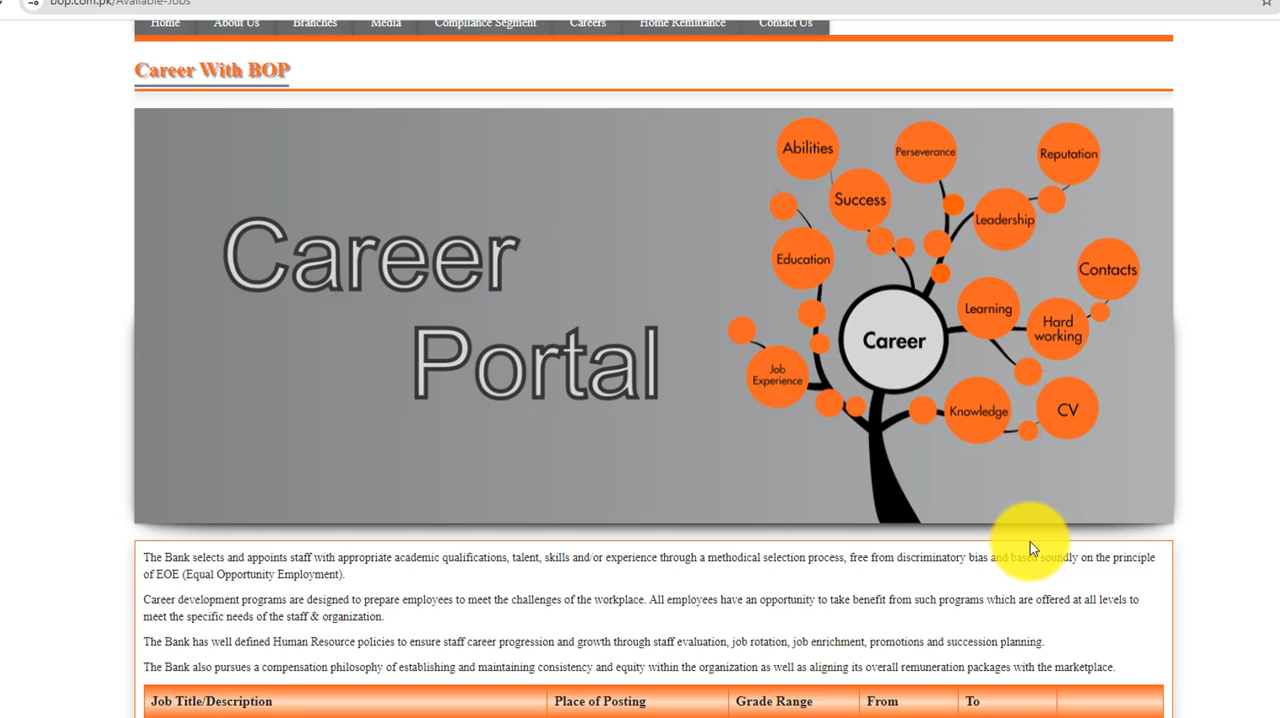 bop.com.pk/Available-Jobs
Home About Us Branches Media Compliance Segment Careers Home Remittance Contact Us
Career With BOP
Career
Portal
Abilities
Perseverance
Reputation
Success
Leadership
Education
Contacts
Learning
Hard
working
Career
Job
Experience
Knowledge
CV
The Bank selects and appoints staff with appropriate academic qualifications, talent, skills and/or experience through a methodical selection process, free from discriminatory bias and based soundly on the principle
of EOE (Equal Opportunity Employment).
Career development programs are designed to prepare employees to meet the challenges of the workplace. All employees have an opportunity to take benefit from such programs which are offered at all levels to
meet the specific needs of the staff & organization.
The Bank has well defined Human Resource policies to ensure staff career progression and growth through staff evaluation, job rotation, job enrichment, promotions and succession planning.
The Bank also pursues a compensation philosophy of establishing and maintaining consistency and equity within the organization as well as aligning its overall remuneration packages with the marketplace.
Job Title/Description Place of Posting Grade Range From To